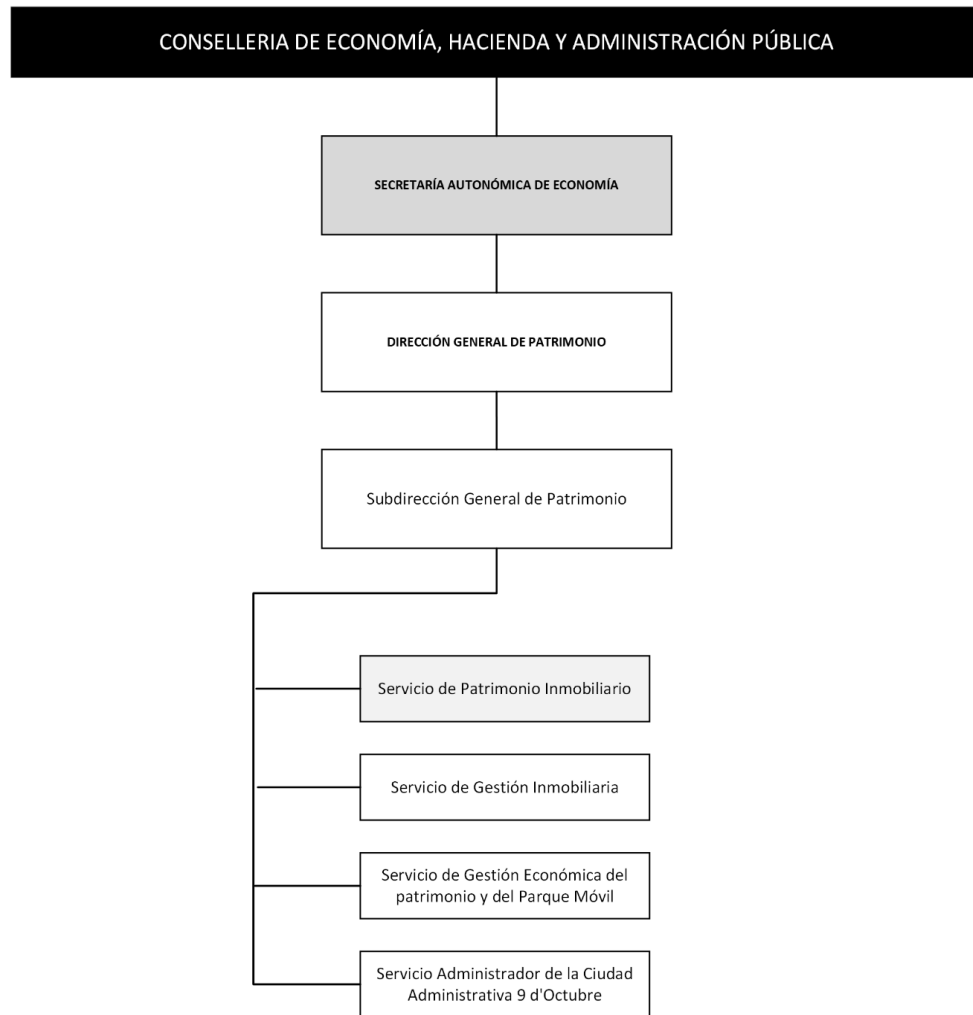 CONSELLERIA DE ECONOMÍA, HACIENDA Y ADMINISTRACIÓN PÚBLICA
SECRETARÍA AUTONÓMICA DE ECONOMÍA
DIRECCIÓN GENERAL DE PATRIMONIO
Subdirección General de Patrimonio
Servicio de Patrimonio Inmobiliario
Servicio de Gestión Inmobiliaria
Servicio de Gestión Económica del
patrimonio y del Parque Móvil
Servicio Administrador de la Ciudad
Administrativa 9 d'Octubre